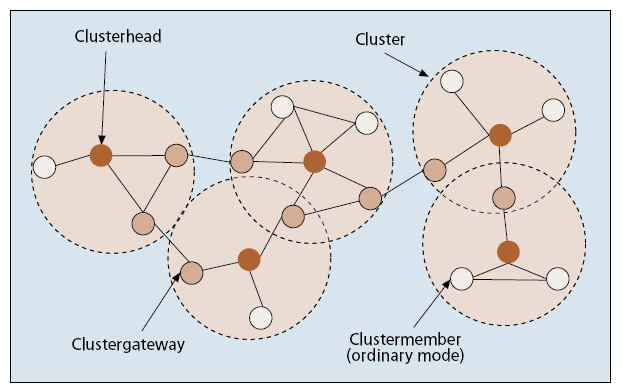 Clusterhead
Cluster
Clustergateway
Clustermember
(ordinary mode)